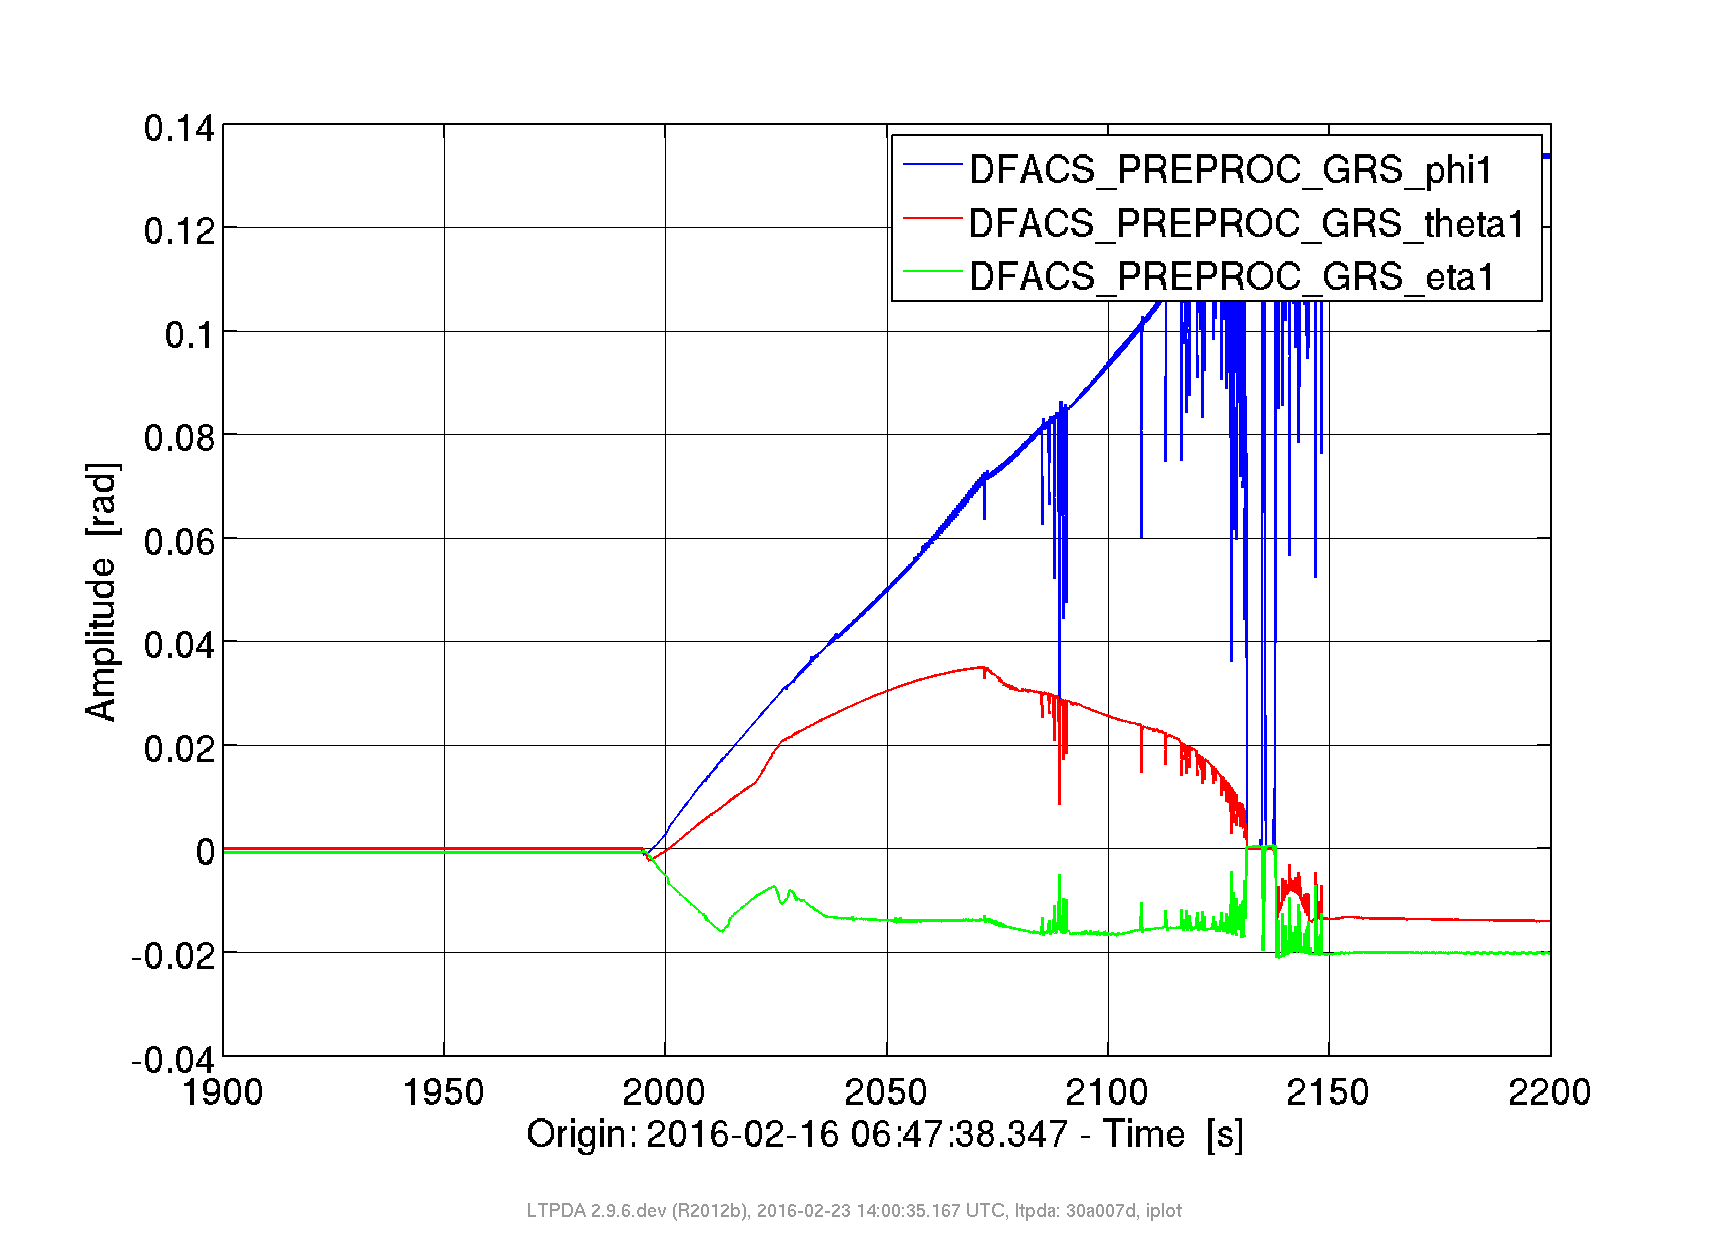 0.14
0.12
0.1
0.08
0.06
0.04
0.02
0
-0.02
-0.04
Amplitude [rad]
DFACS_PREPROC_GRS_phi1
DFACS_PREPROC_GRS_theta1
DFACS_PREPROC_GRS_eta1
1900 1950 2000 2050 2100 2150 2200
Origin: 2016-02-16 06:47:38.347 - Time [s]
LTPDA 2.9.6.dev (R2012b), 2016-02-23 14:00:35.167 UTC, ltpda: 30a007d, iplot